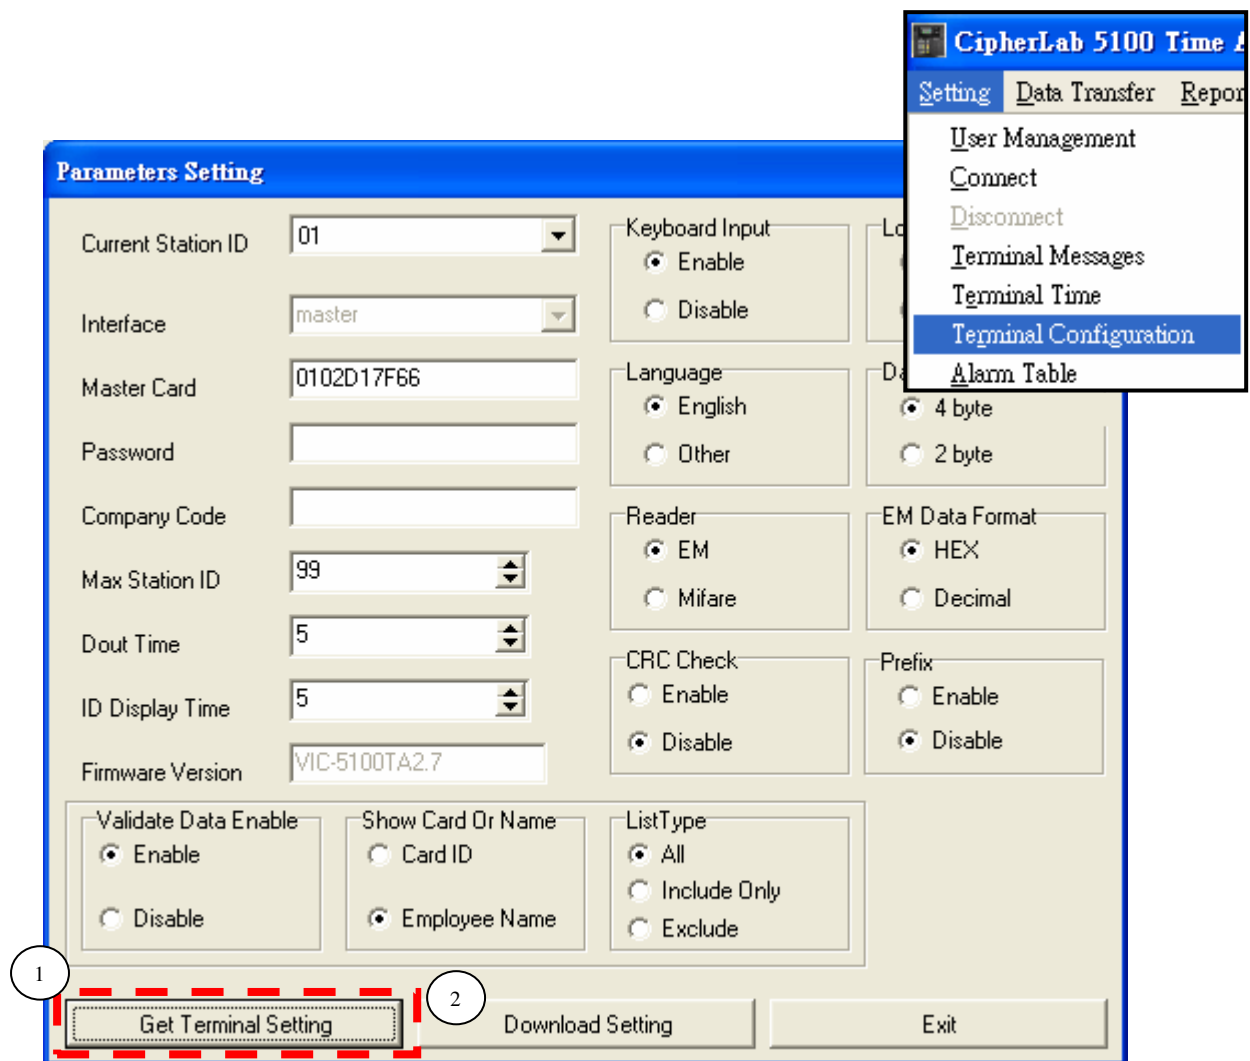 CipherLab 5100 Time A
Setting Data Transfer Repor
User Management
Connect
Disconnect
Terminal Messages
Terminal Time
Terminal Configuration
Alarm Table
Parameters Setting
Current Station ID 01
Interface master
Master Card 0102D17F66
Password
Company Code
Max Station ID 99
Dout Time 5
ID Display Time 5
Firmware Version VIC-5100TA2.7
Keyboard Input
Enable
Disable
Lo
Language
English
Other
Da
4 byte
2 byte
Reader
EM
Mifare
EM Data Format
HEX
Decimal
CRC Check
Enable
Disable
Prefix
Enable
Disable
Validate Data Enable
Enable
Disable
Show Card Or Name
Card ID
Employee Name
ListType
All
Include Only
Exclude
1
2
Get Terminal Setting Download Setting Exit